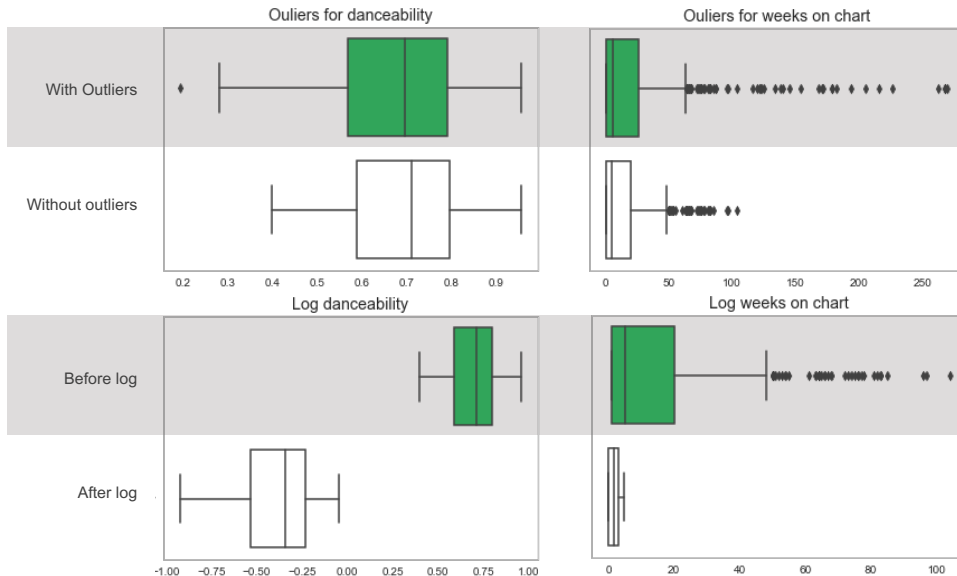 Ouliers for danceability
Ouliers for weeks on chart
With Outliers
Without outliers
0.2 0.3 0.4 0.5 0.6 0.7 0.8 0.9
0 50 100 150 200 250
Log danceability
Log weeks on chart
Before log
After log
-1.00 -0.75 -0.50 -0.25 0.00 0.25 0.50 0.75 1.00
0 20 40 60 80 100